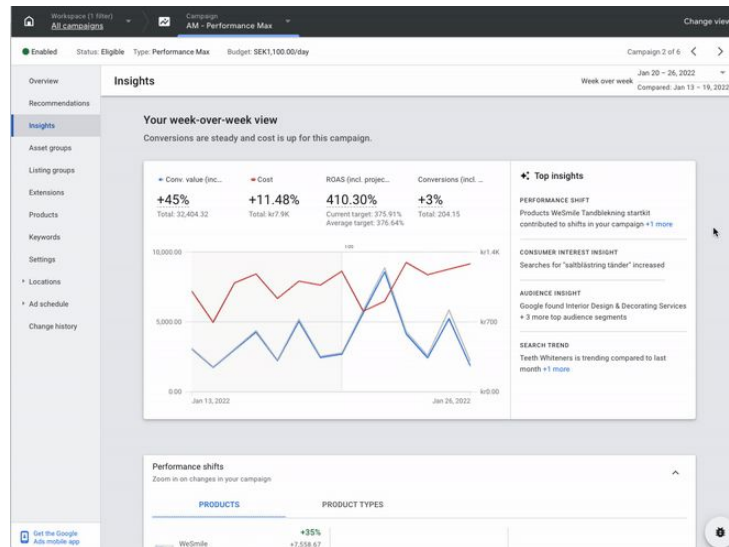 Workspace (1 filter)
All campaigns
Campaign
AM - Performance Max
Change view
Enabled Status: Eligible Type: Performance Max Budget: SEK1,100.00/day
Campaign 2 of 6
Overview
Recommendations
Insights
Asset groups
Listing groups
Extensions
Products
Keywords
Settings
Locations
Ad schedule
Change history
Get the Google
Ads mobile app
Insights
Week over week
Jan 20 – 26, 2022
Compared: Jan 13 – 19, 2022
Your week-over-week view
Conversions are steady and cost is up for this campaign.
Conv. value (inc...
+45%
Total: 32,404.32
Cost
+11.48%
Total: kr7.9K
ROAS (incl. projec...
410.30%
Current target: 375.91%
Average target: 376.64%
Conversions (incl. ...
+3%
Total: 204.15
10,000.00
5,000.00
0.00
kr1.4K
kr700
kr0.00
Jan 13, 2022
Jan 26, 2022
Top insights
PERFORMANCE SHIFT
Products WeSmile Tandblekning startkit
contributed to shifts in your campaign +1 more
CONSUMER INTEREST INSIGHT
Searches for "saltblästring tänder" increased
AUDIENCE INSIGHT
Google found Interior Design & Decorating Services
+ 3 more top audience segments
SEARCH TREND
Teeth Whiteners is trending compared to last
month +1 more
Performance shifts
Zoom in on changes in your campaign
PRODUCTS
PRODUCT TYPES
WeSmile
+35%
+7,558.67